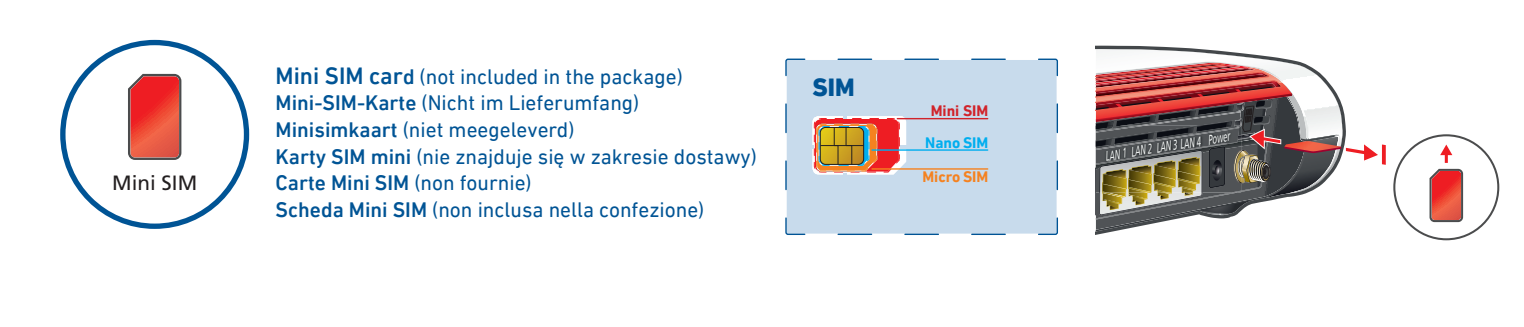 Mini SIM
Mini SIM card (not included in the package)
Mini-SIM-Karte (Nicht im Lieferumfang)
Minisimkaart (niet meegeleverd)
Karty SIM mini (nie znajduje się w zakresie dostawy)
Carte Mini SIM (non fournie)
Scheda Mini SIM (non inclusa nella confezione)
SIM
Mini SIM
Nano SIM
Micro SIM
LAN 1 LAN 2 LAN 3 LAN 4 Power